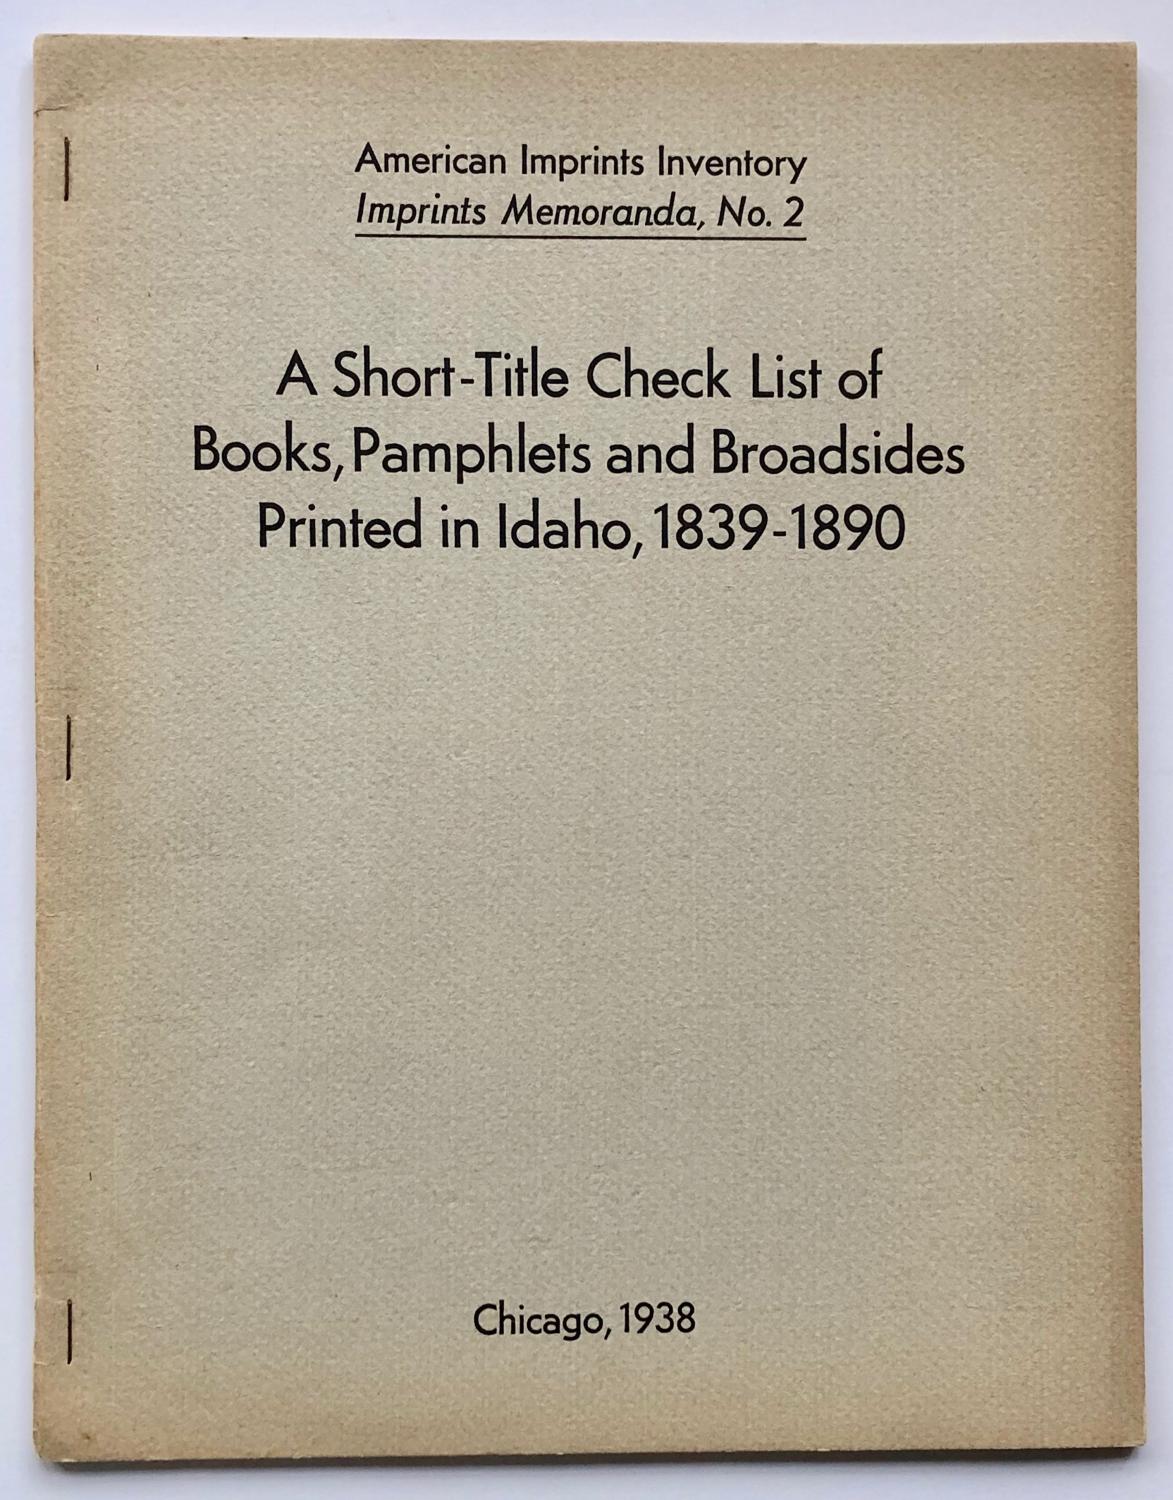 American Imprints Inventory
Imprints Memoranda, No. 2
A Short-Title Check List of
Books, Pamphlets and Broadsides
Printed in Idaho, 1839-1890
Chicago, 1938